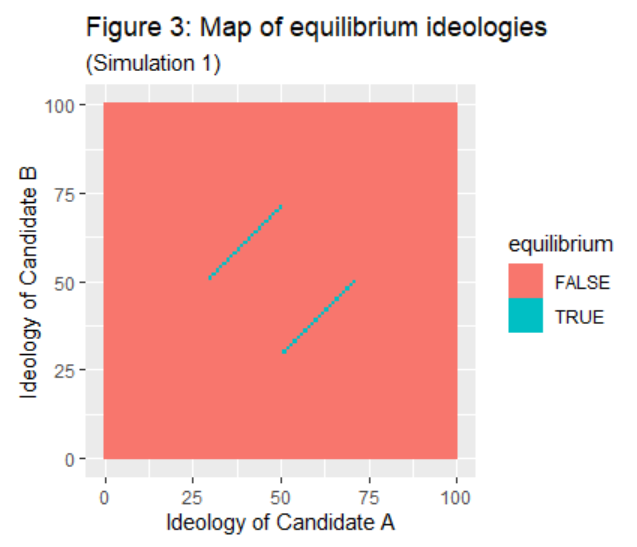 Figure 3: Map of equilibrium ideologies
(Simulation 1)
Ideology of Candidate B
100
75
50
25
0
0 25 50 75 100
Ideology of Candidate A
equilibrium
FALSE
TRUE